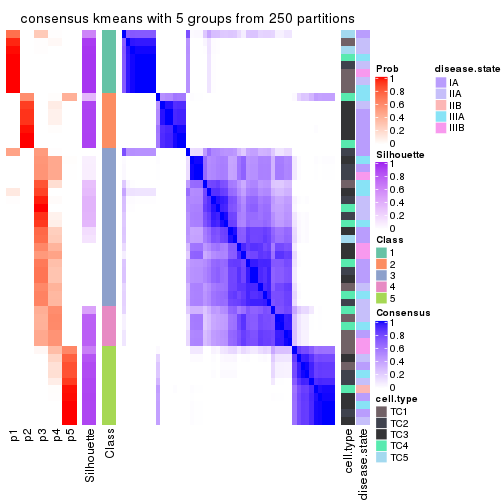 consensus kmeans with 5 groups from 250 partitions
Prob
1
0.8
0.6
0.4
0.2
0
Silhouette
1
0.8
0.6
0.4
0.2
0
Class
1
2
3
4
5
Consensus
1
0.8
0.6
0.4
0.2
0
cell.type
TC1
TC2
TC3
TC4
TC5
disease.state
IA
IIA
IIB
IIIA
IIIB
p1
p2
p3
p4
p5
Silhouette
Class
cell.type
disease.state